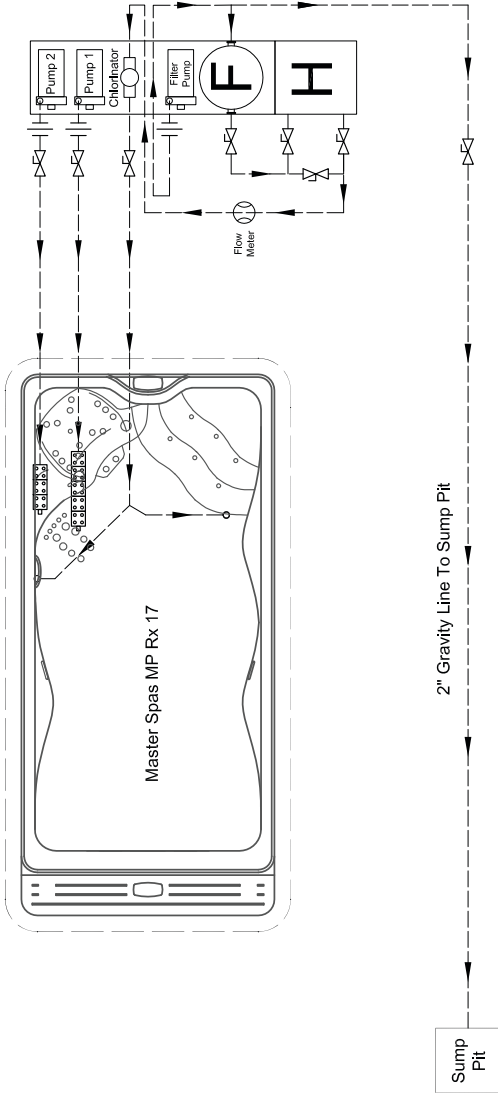 Pump 2
Pump 1
Chlorinator
Filter
Pump
F
H
Flow
Meter
Master Spas MP Rx 17
2" Gravity Line To Sump Pit
Sump
Pit